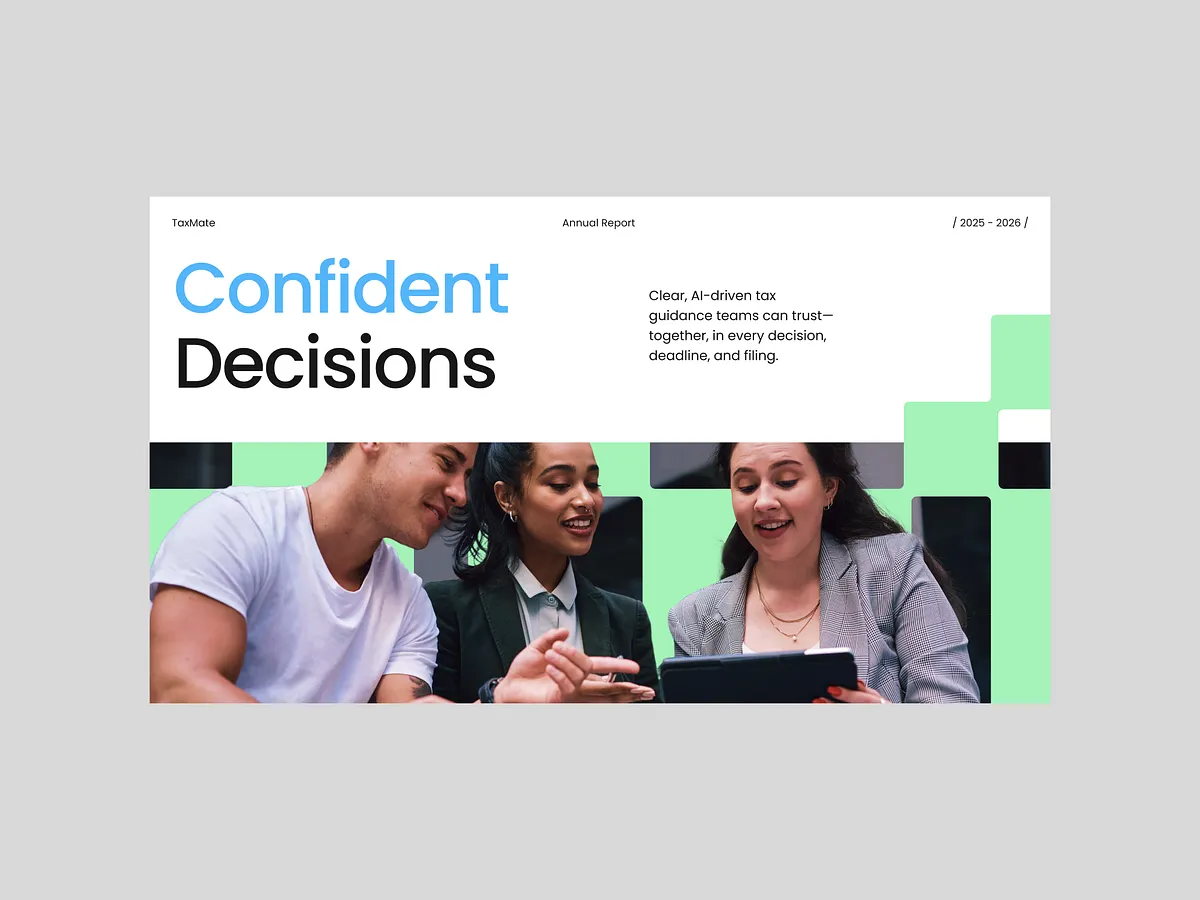 TaxMate
Annual Report
/ 2025 - 2026 /
Confident
Decisions
Clear, AI-driven tax
guidance teams can trust—
together, in every decision,
deadline, and filing.